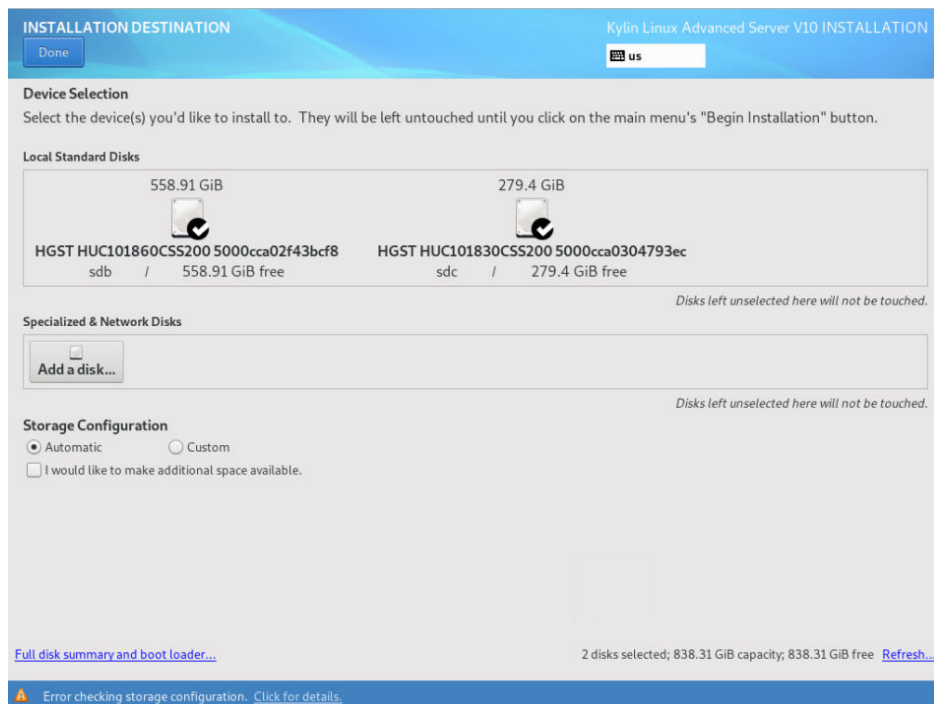 INSTALLATION DESTINATION
Kylin Linux Advanced Server V10 INSTALLATION
Done
us
Device Selection
Select the device(s) you'd like to install to. They will be left untouched until you click on the main menu's "Begin Installation" button.
Local Standard Disks
558.91 GiB
279.4 GiB
HGST HUC101860CSS200 5000cca02f43bcf8
HGST HUC101830CSS200 5000cca0304793ec
sdb / 558.91 GiB free
sdc / 279.4 GiB free
Disks left unselected here will not be touched.
Specialized & Network Disks
Add a disk...
Disks left unselected here will not be touched.
Storage Configuration
Automatic
Custom
I would like to make additional space available.
Full disk summary and boot loader...
2 disks selected; 838.31 GiB capacity; 838.31 GiB free Refresh...
Error checking storage configuration. Click for details.